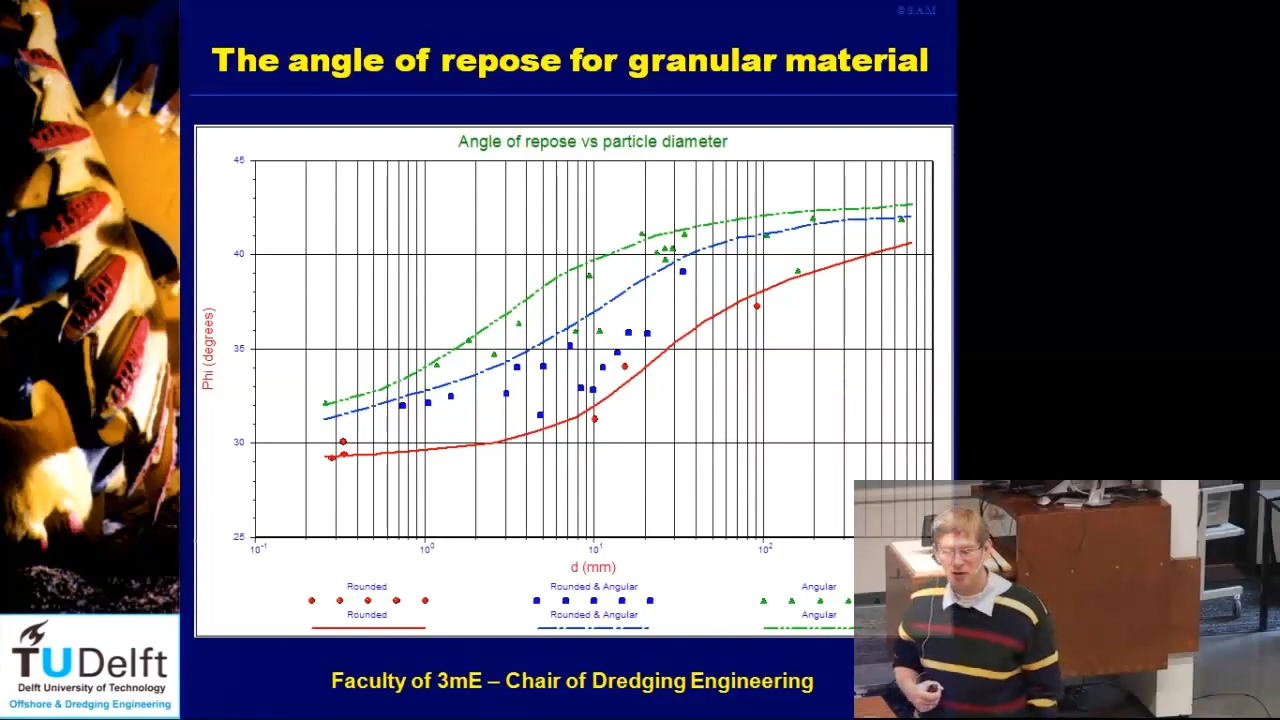 © S.A.M
The angle of repose for granular material
Angle of repose vs particle diameter
45
40
35
30
25
Phi (degrees)
10⁻¹
10⁰
10¹
10²
d (mm)
Rounded
Rounded & Angular
Angular
Rounded
Rounded & Angular
Angular
TUDelft
Delft University of Technology
Offshore & Dredging Engineering
Faculty of 3mE – Chair of Dredging Engineering